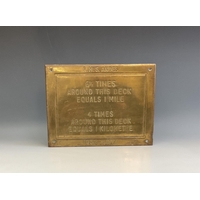 TIMES
AROUND THIS DECK
EQUALS 1 MILE
4 TIMES
AROUND THIS DECK
EQUALS 1 KILOMETRE